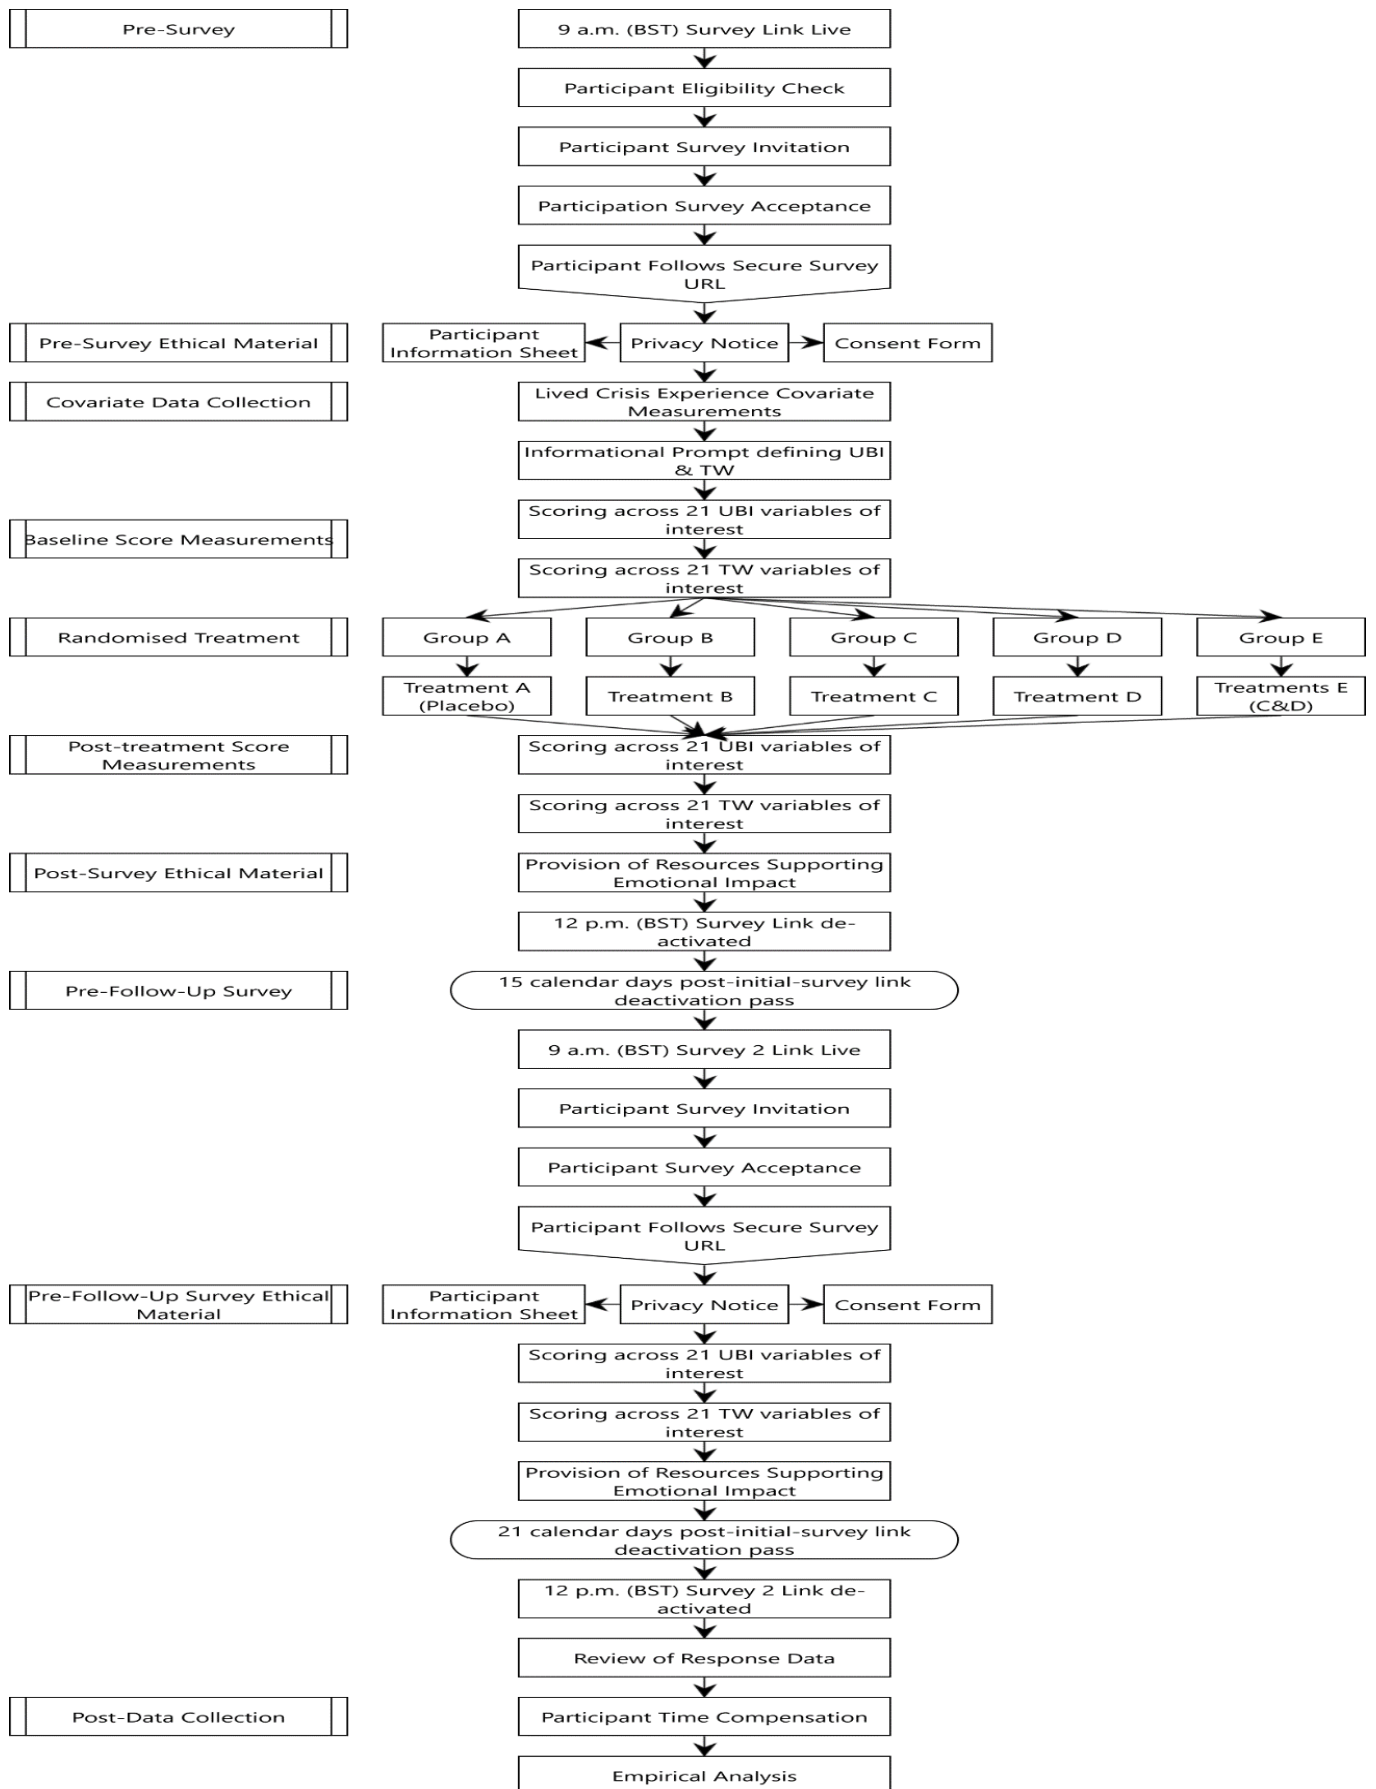 Pre-Survey
9 a.m. (BST) Survey Link Live
Participant Eligibility Check
Participant Survey Invitation
Participation Survey Acceptance
Participant Follows Secure Survey
URL
Pre-Survey Ethical Material
Participant
Information Sheet
Privacy Notice
Consent Form
Covariate Data Collection
Lived Crisis Experience Covariate
Measurements
Informational Prompt defining UBI
& TW
Baseline Score Measurements
Scoring across 21 UBI variables of
interest
Scoring across 21 TW variables of
interest
Randomised Treatment
Group A
Group B
Group C
Group D
Group E
Treatment A
(Placebo)
Treatment B
Treatment C
Treatment D
Treatments E
(C&D)
Post-treatment Score
Measurements
Scoring across 21 UBI variables of
interest
Scoring across 21 TW variables of
interest
Post-Survey Ethical Material
Provision of Resources Supporting
Emotional Impact
12 p.m. (BST) Survey Link de-
activated
Pre-Follow-Up Survey
15 calendar days post-initial-survey link
deactivation pass
9 a.m. (BST) Survey 2 Link Live
Participant Survey Invitation
Participant Survey Acceptance
Participant Follows Secure Survey
URL
Pre-Follow-Up Survey Ethical
Material
Participant
Information Sheet
Privacy Notice
Consent Form
Scoring across 21 UBI variables of
interest
Scoring across 21 TW variables of
interest
Provision of Resources Supporting
Emotional Impact
21 calendar days post-initial-survey link
deactivation pass
12 p.m. (BST) Survey 2 Link de-
activated
Review of Response Data
Post-Data Collection
Participant Time Compensation
Empirical Analysis